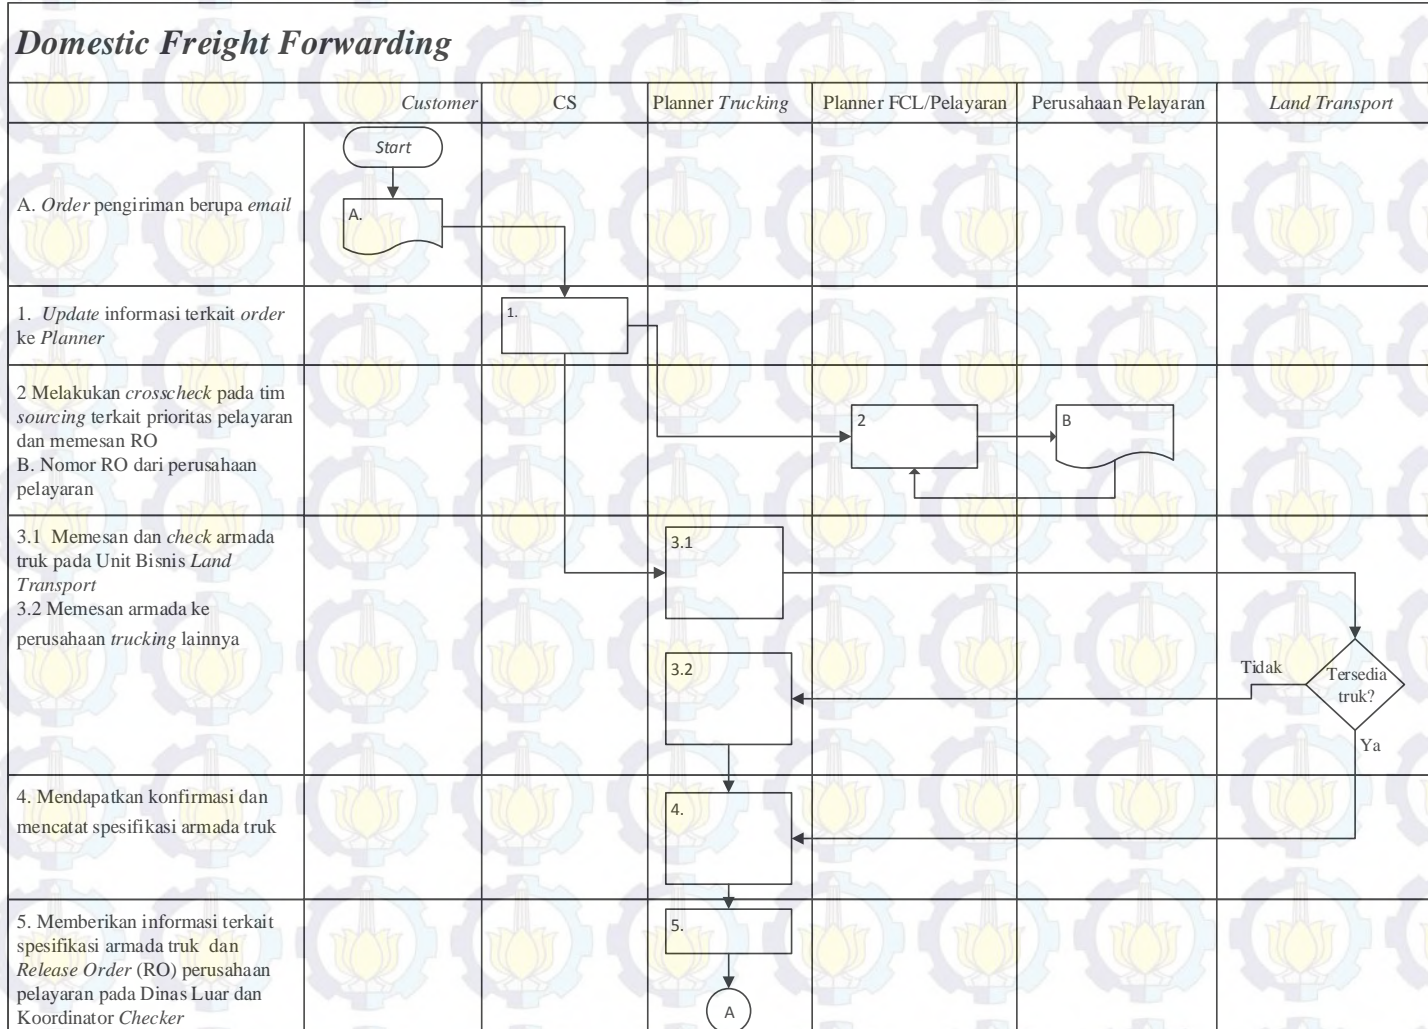 Domestic Freight Forwarding
Customer
CS
Planner Trucking
Planner FCL/Pelayaran
Perusahaan Pelayaran
Land Transport
A. Order pengiriman berupa email
Start
A.
1. Update informasi terkait order
ke Planner
1.
2 Melakukan crosscheck pada tim
sourcing terkait prioritas pelayaran
dan memesan RO
B. Nomor RO dari perusahaan
pelayaran
2
B
3.1 Memesan dan check armada
truk pada Unit Bisnis Land
Transport
3.2 Memesan armada ke
perusahaan trucking lainnya
3.1
3.2
Tidak
Tersedia
truk?
Ya
4. Mendapatkan konfirmasi dan
mencatat spesifikasi armada truk
4.
5. Memberikan informasi terkait
spesifikasi armada truk dan
Release Order (RO) perusahaan
pelayaran pada Dinas Luar dan
Koordinator Checker
5.
A